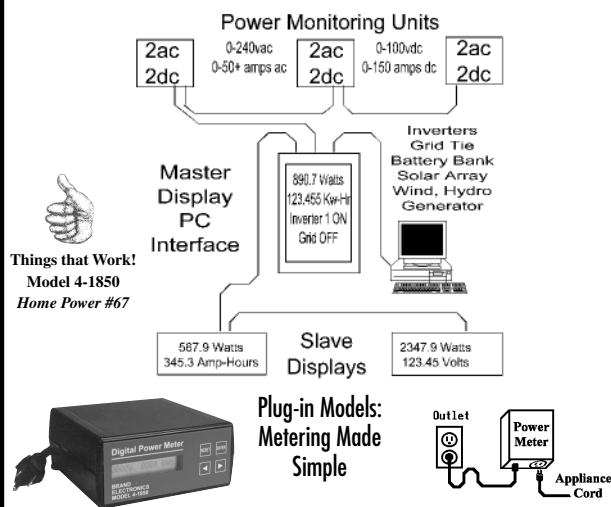 Power Monitoring Units
2ac
2dc
0-240vac
0-50+ amps ac
2ac
2dc
0-100vdc
0-150 amps dc
2ac
2dc
Master
Display
PC
Interface
890.7 Watts
123.455 Kw-Hr
Inverter 1 ON
Grid OFF
Inverters
Grid Tie
Battery Bank
Solar Array
Wind, Hydro
Generator
Things that Work!
Model 4-1850
Home Power #67
587.9 Watts
345.3 Amp-Hours
Slave
Displays
2347.9 Watts
123.45 Volts
Digital Power Meter
BRAND
ELECTRONICS
MODEL 4-1850
Plug-in Models:
Metering Made
Simple
Outlet
Power
Meter
Appliance
Cord